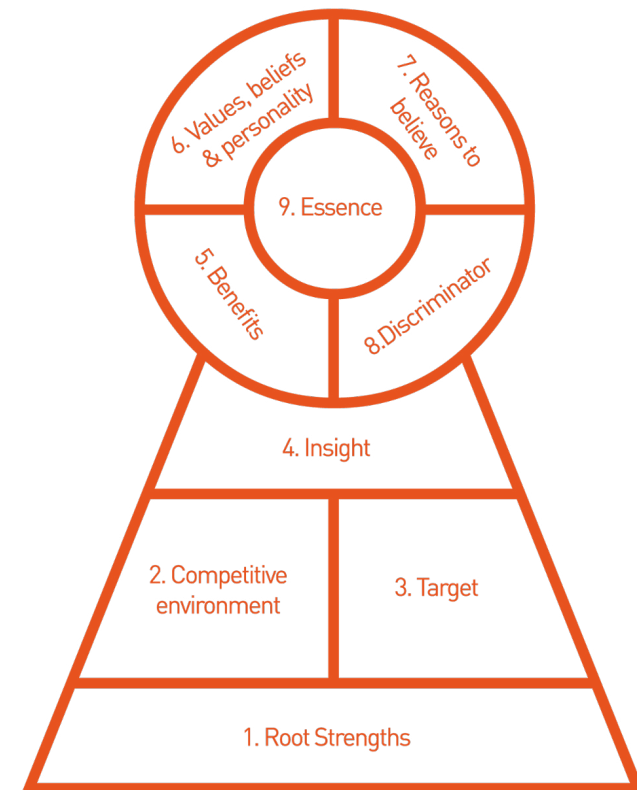 6. Values, beliefs
& personality
7. Reasons to
believe
9. Essence
5. Benefits
8.Discriminator
4. Insight
2. Competitive
environment
3. Target
1. Root Strengths